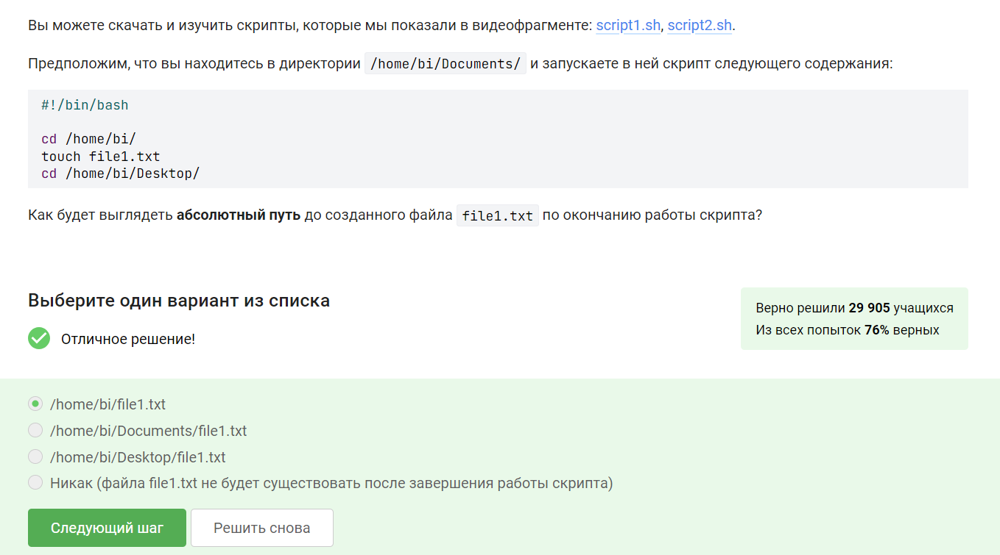 Вы можете скачать и изучить скрипты, которые мы показали в видеофрагменте: script1.sh, script2.sh.
Предположим, что вы находитесь в директории /home/bi/Documents/ и запускаете в ней скрипт следующего содержания:
#!/bin/bash
cd /home/bi/
touch file1.txt
cd /home/bi/Desktop/
Как будет выглядеть абсолютный путь до созданного файла file1.txt по окончанию работы скрипта?
Выберите один вариант из списка
Отличное решение!
Верно решили 29 905 учащихся
Из всех попыток 76% верных
/home/bi/file1.txt
/home/bi/Documents/file1.txt
/home/bi/Desktop/file1.txt
Никак (файла file1.txt не будет существовать после завершения работы скрипта)
Следующий шаг
Решить снова